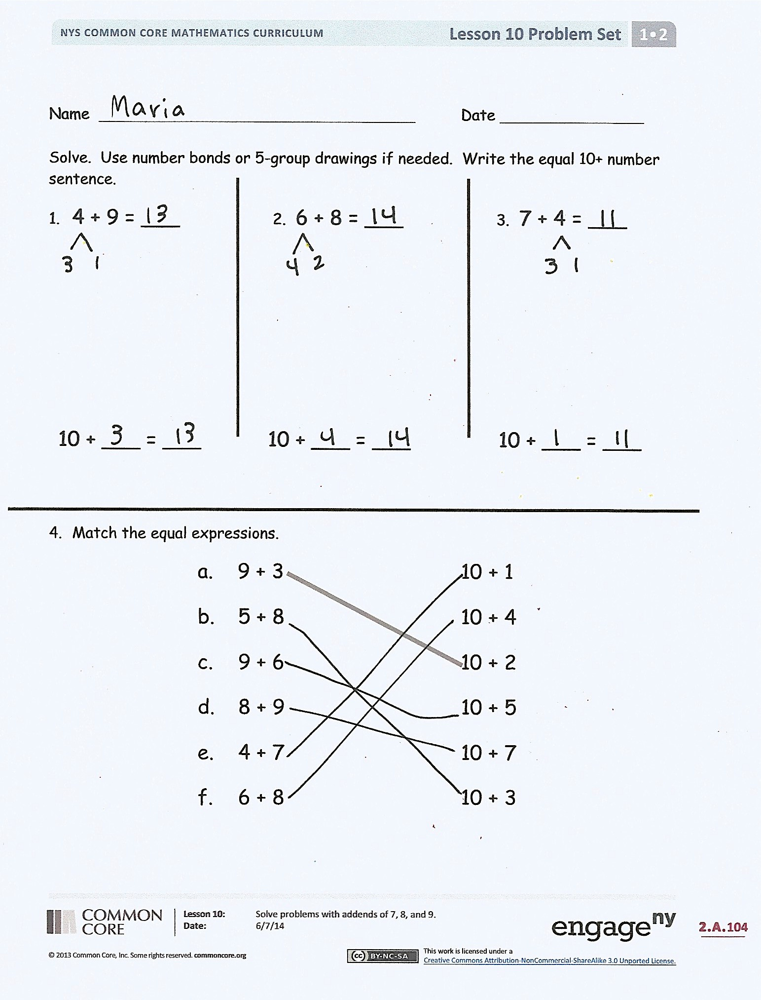 NYS COMMON CORE MATHEMATICS CURRICULUM Lesson 10 Problem Set 1•2
Name Maria Date
Solve. Use number bonds or 5-group drawings if needed. Write the equal 10+ number
sentence.
1. 4 + 9 = 13 2. 6 + 8 = 14 3. 7 + 4 = 11
3 1 4 2 3 1
10 + 3 = 13 10 + 4 = 14 10 + 1 = 11
4. Match the equal expressions.
a. 9 + 3 10 + 1
b. 5 + 8 10 + 4
c. 9 + 6 10 + 2
d. 8 + 9 10 + 5
e. 4 + 7 10 + 7
f. 6 + 8 10 + 3
COMMON CORE
Lesson 10: Solve problems with addends of 7, 8, and 9.
Date: 6/7/14
engage ny 2.A.104
© 2013 Common Core, Inc. Some rights reserved. commoncore.org
cc BY-NC-SA
This work is licensed under a
Creative Commons Attribution-NonCommercial-ShareAlike 3.0 Unported License.